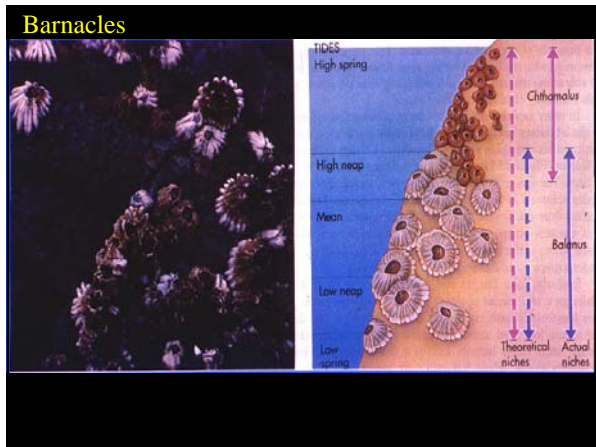 Barnacles
TIDES
High spring
Chthamalus
High neap
Mean
Balanus
Low neap
Low spring
Theoretical niches
Actual niches